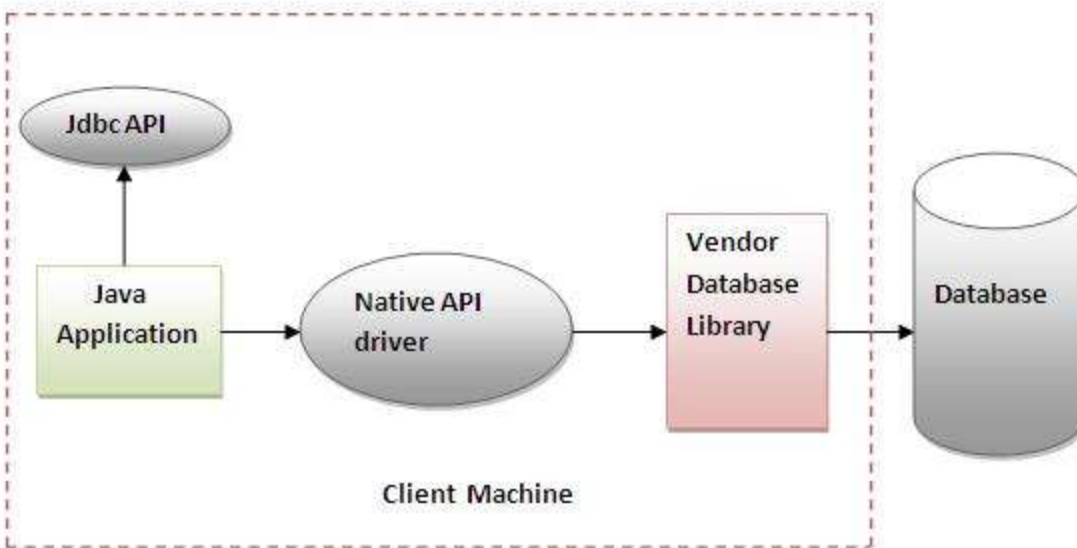 Jdbc API
Java
Application
Native API
driver
Vendor
Database
Library
Database
Client Machine